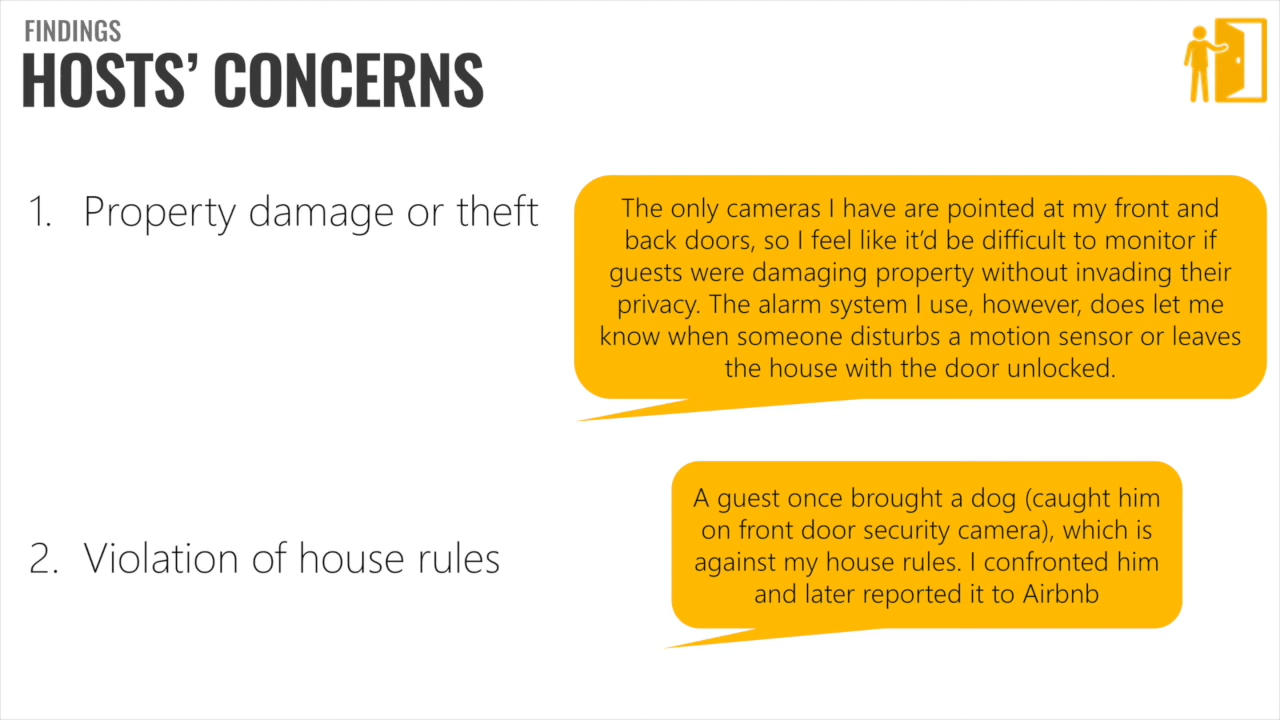 FINDINGS
HOSTS’ CONCERNS
1. Property damage or theft
The only cameras I have are pointed at my front and
back doors, so I feel like it’d be difficult to monitor if
guests were damaging property without invading their
privacy. The alarm system I use, however, does let me
know when someone disturbs a motion sensor or leaves
the house with the door unlocked.
2. Violation of house rules
A guest once brought a dog (caught him
on front door security camera), which is
against my house rules. I confronted him
and later reported it to Airbnb